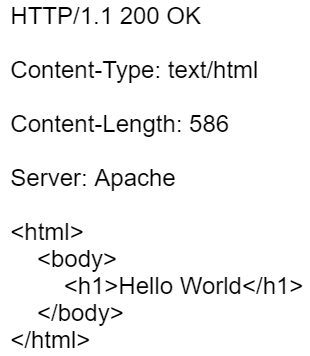 HTTP/1.1 200 OK
Content-Type: text/html
Content-Length: 586
Server: Apache
<html>
<body>
<h1>Hello World</h1>
</body>
</html>